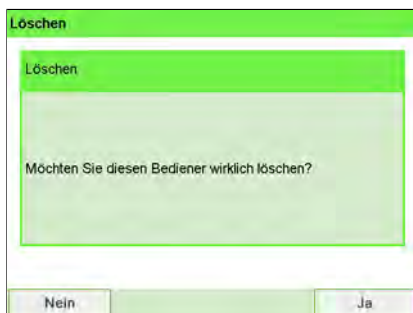 Löschen
Löschen
Möchten Sie diesen Bediener wirklich löschen?
Nein Ja